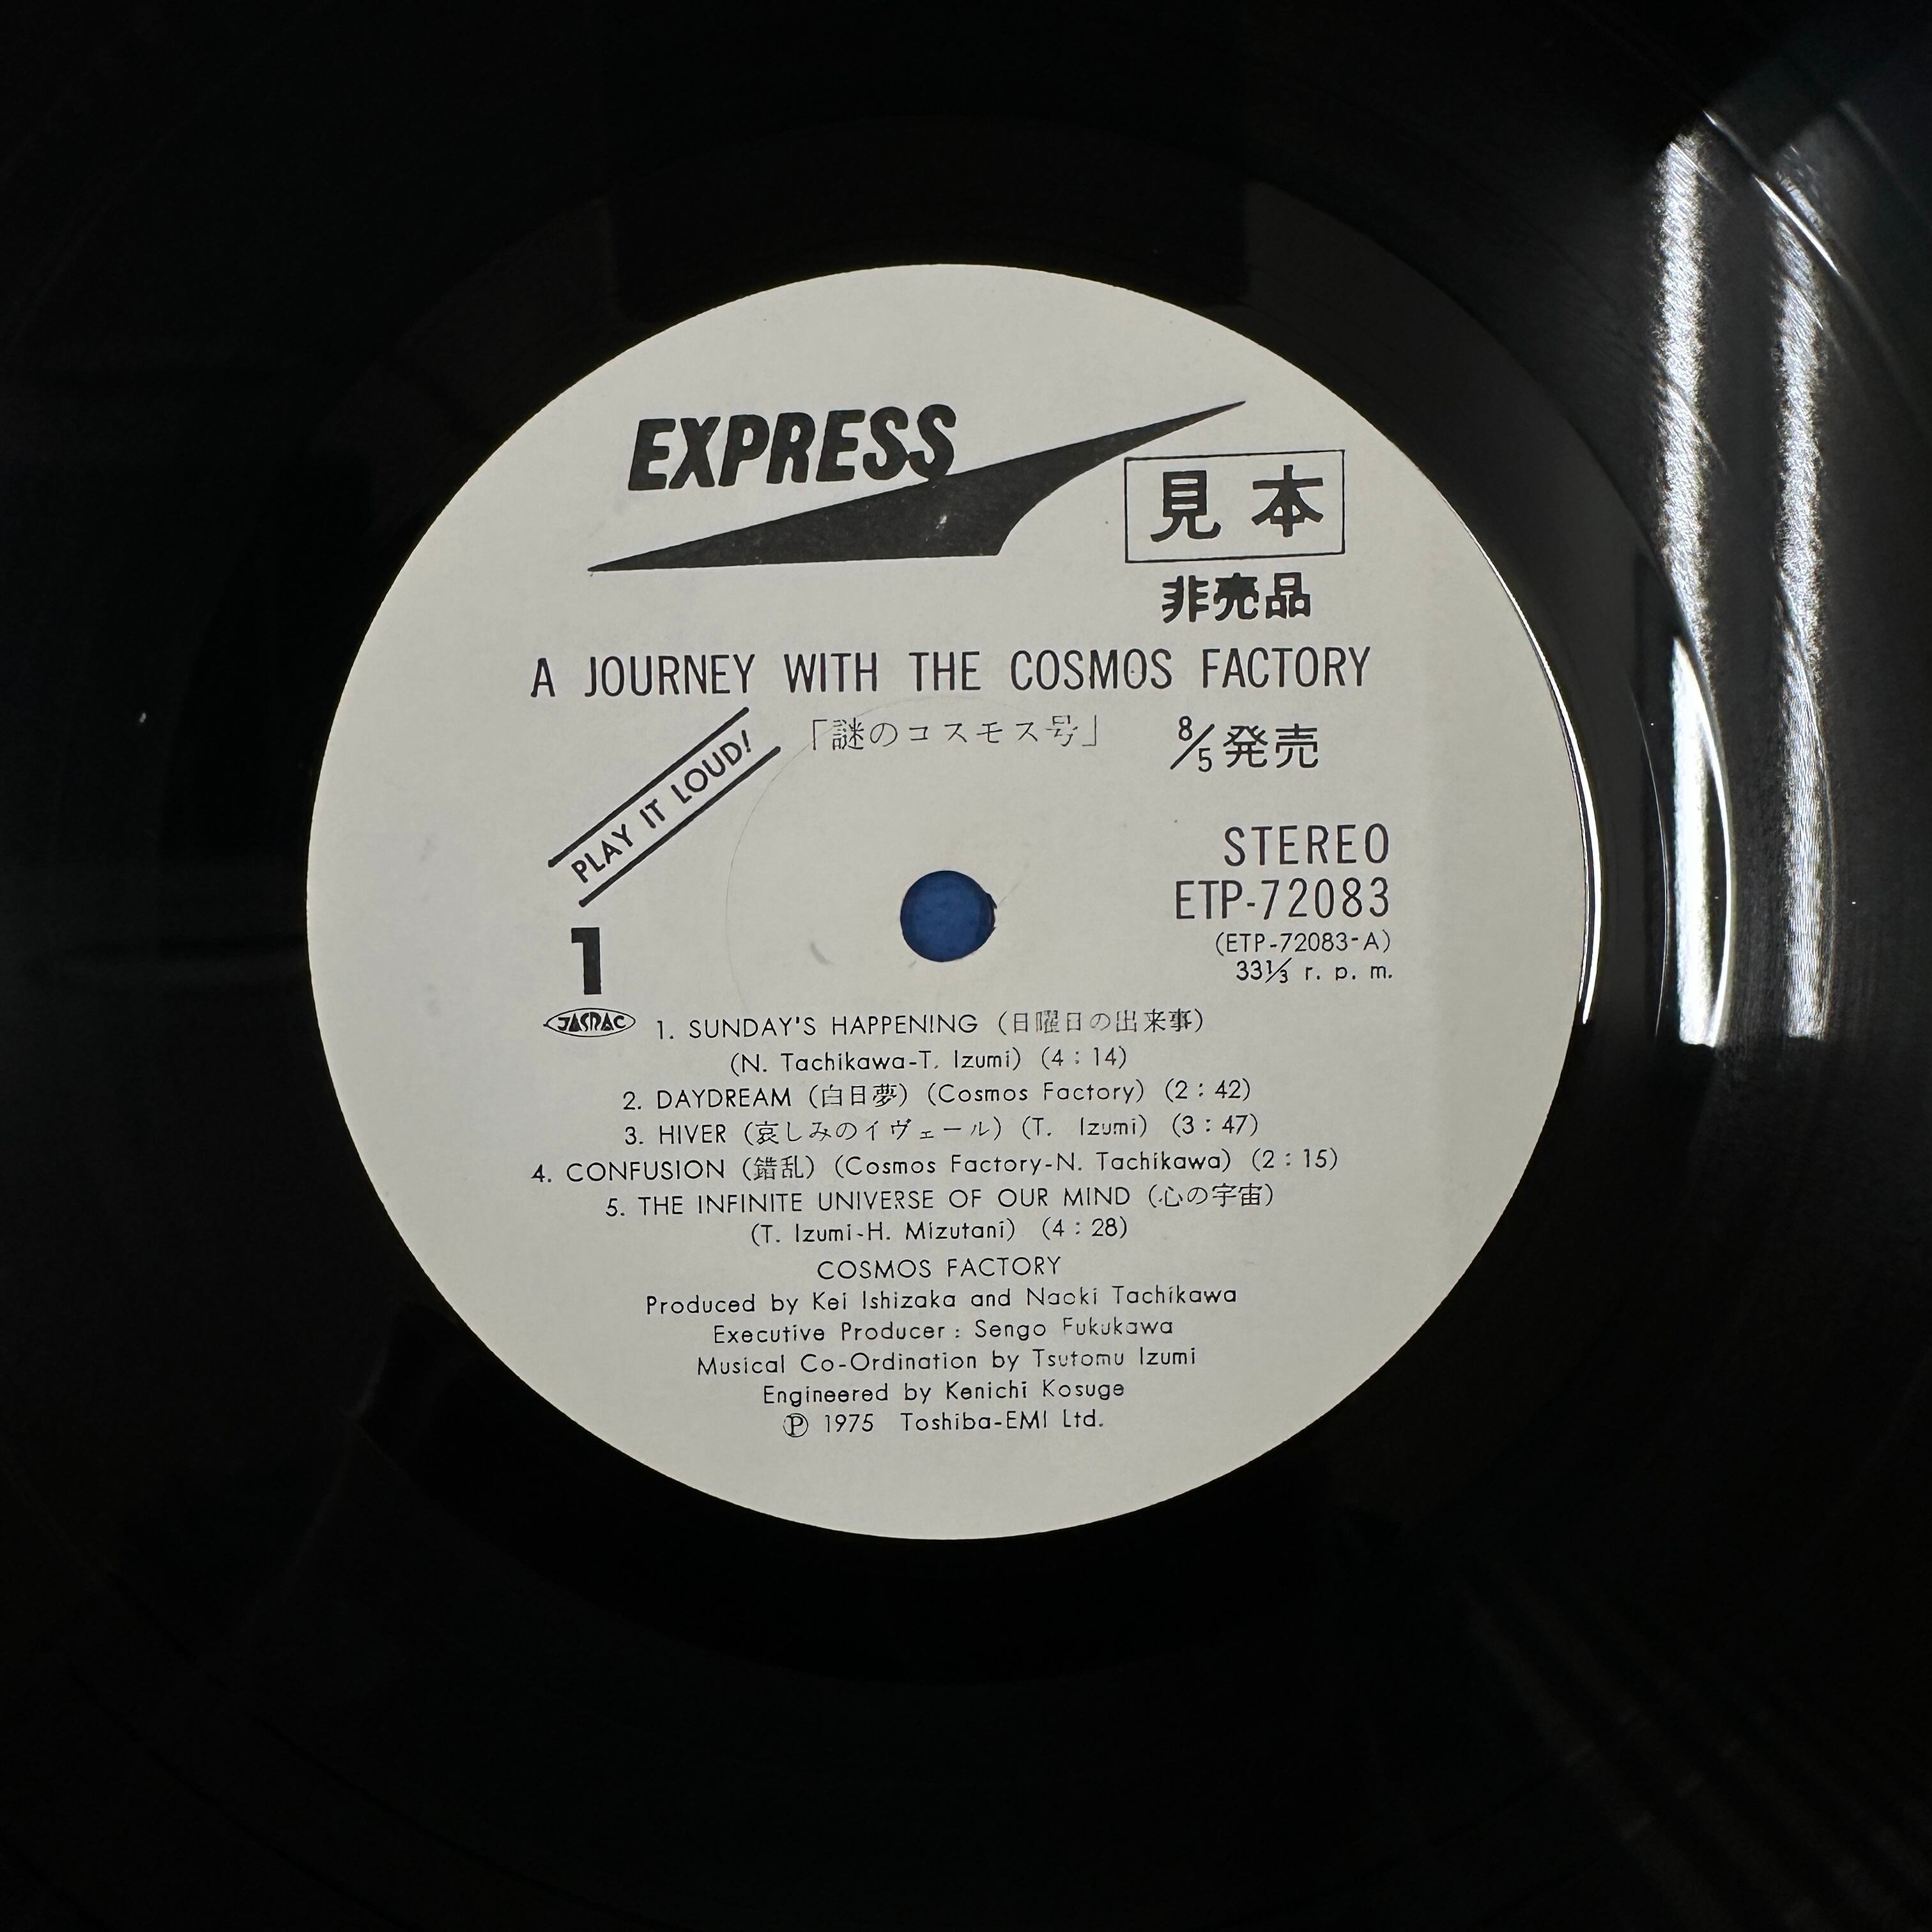 EXPRESS
見本
非売品
A JOURNEY WITH THE COSMOS FACTORY
「謎のコスモス号」
8/5発売
PLAY IT LOUD!
STEREO
ETP-72083
(ETP-72083-A)
33⅓ r. p. m.
1
JASRAC
1. SUNDAY'S HAPPENING (日曜日の出来事)
(N. Tachikawa-T. Izumi) (4:14)
2. DAYDREAM (白日夢) (Cosmos Factory) (2:42)
3. HIVER (哀しみのイヴェール) (T. Izumi) (3:47)
4. CONFUSION (錯乱) (Cosmos Factory-N. Tachikawa) (2:15)
5. THE INFINITE UNIVERSE OF OUR MIND (心の宇宙)
(T. Izumi-H. Mizutani) (4:28)
COSMOS FACTORY
Produced by Kei Ishizaka and Naoki Tachikawa
Executive Producer: Sengo Fukukawa
Musical Co-Ordination by Tsutomu Izumi
Engineered by Kenichi Kosuge
Ⓟ 1975 Toshiba-EMI Ltd.